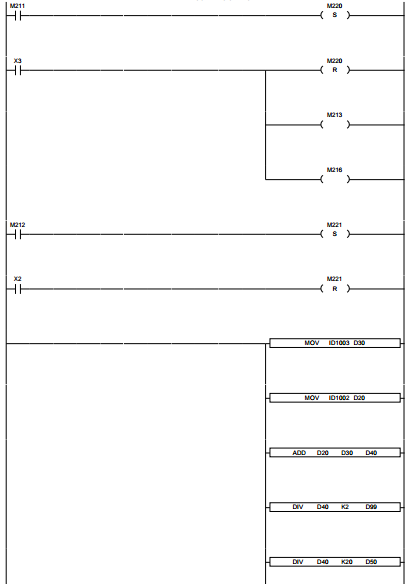 M211 M220
S
X3 M220
R
M213
M216
M212 M221
S
X2 M221
R
MOV ID1003 D30
MOV ID1002 D20
ADD D20 D30 D40
DIV D40 K2 D99
DIV D40 K20 D50